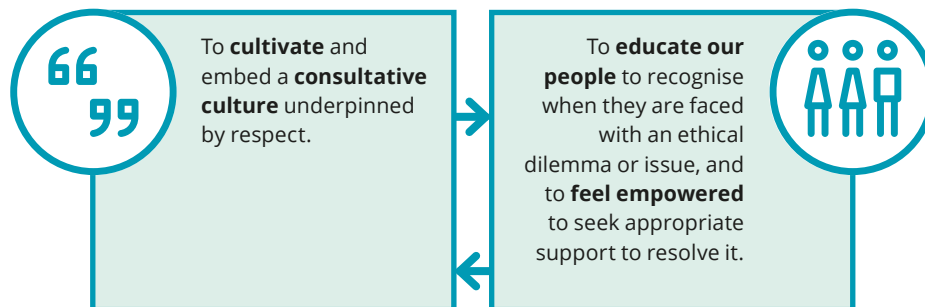 To cultivate and
embed a consultative
culture underpinned
by respect.
To educate our
people to recognise
when they are faced
with an ethical
dilemma or issue, and
to feel empowered
to seek appropriate
support to resolve it.